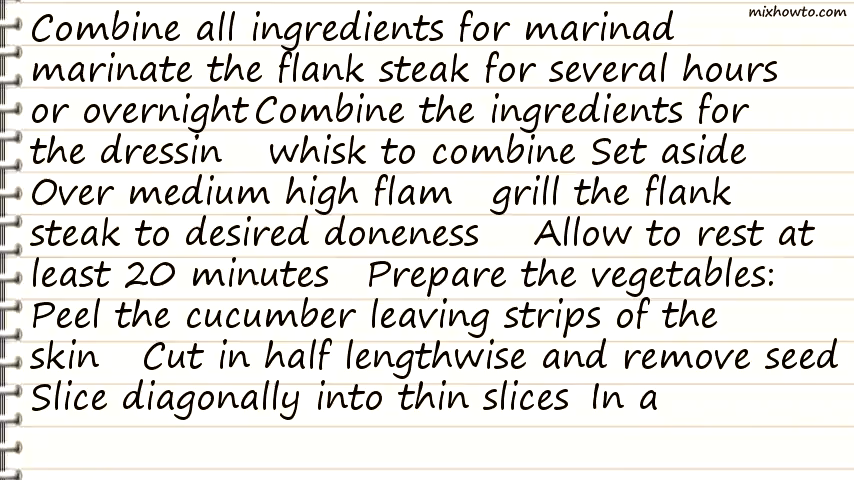 mixhowto.com
Combine all ingredients for marinad
marinate the flank steak for several hours
or overnight Combine the ingredients for
the dressin whisk to combine Set aside
Over medium high flam grill the flank
steak to desired doneness Allow to rest at
least 20 minutes Prepare the vegetables:
Peel the cucumber leaving strips of the
skin Cut in half lengthwise and remove seed
Slice diagonally into thin slices In a